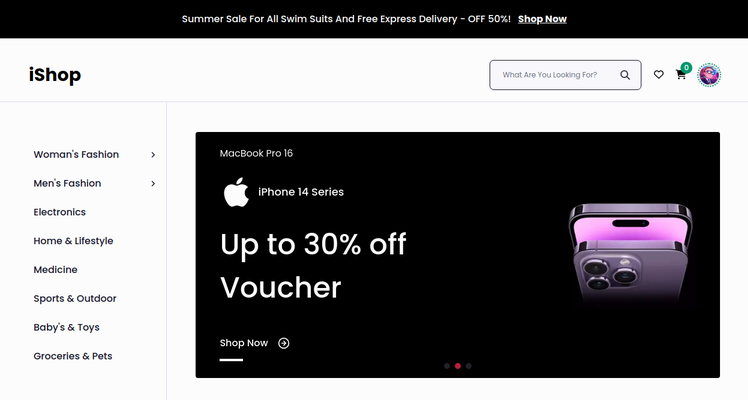 Summer Sale For All Swim Suits And Free Express Delivery - OFF 50%! Shop Now
iShop
What Are You Looking For?
0
Woman's Fashion
Men's Fashion
Electronics
Home & Lifestyle
Medicine
Sports & Outdoor
Baby's & Toys
Groceries & Pets
MacBook Pro 16
iPhone 14 Series
Up to 30% off
Voucher
Shop Now